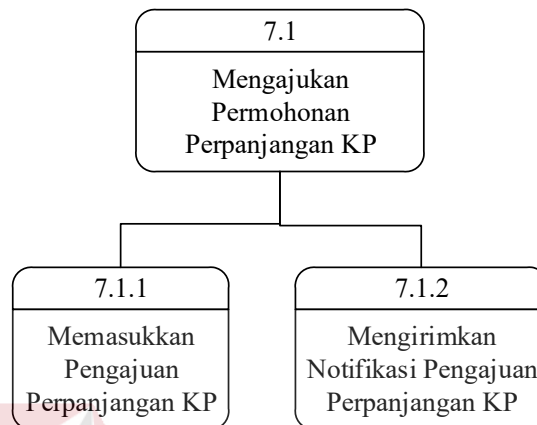 7.1
Mengajukan
Permohonan
Perpanjangan KP
7.1.1
Memasukkan
Pengajuan
Perpanjangan KP
7.1.2
Mengirimkan
Notifikasi Pengajuan
Perpanjangan KP